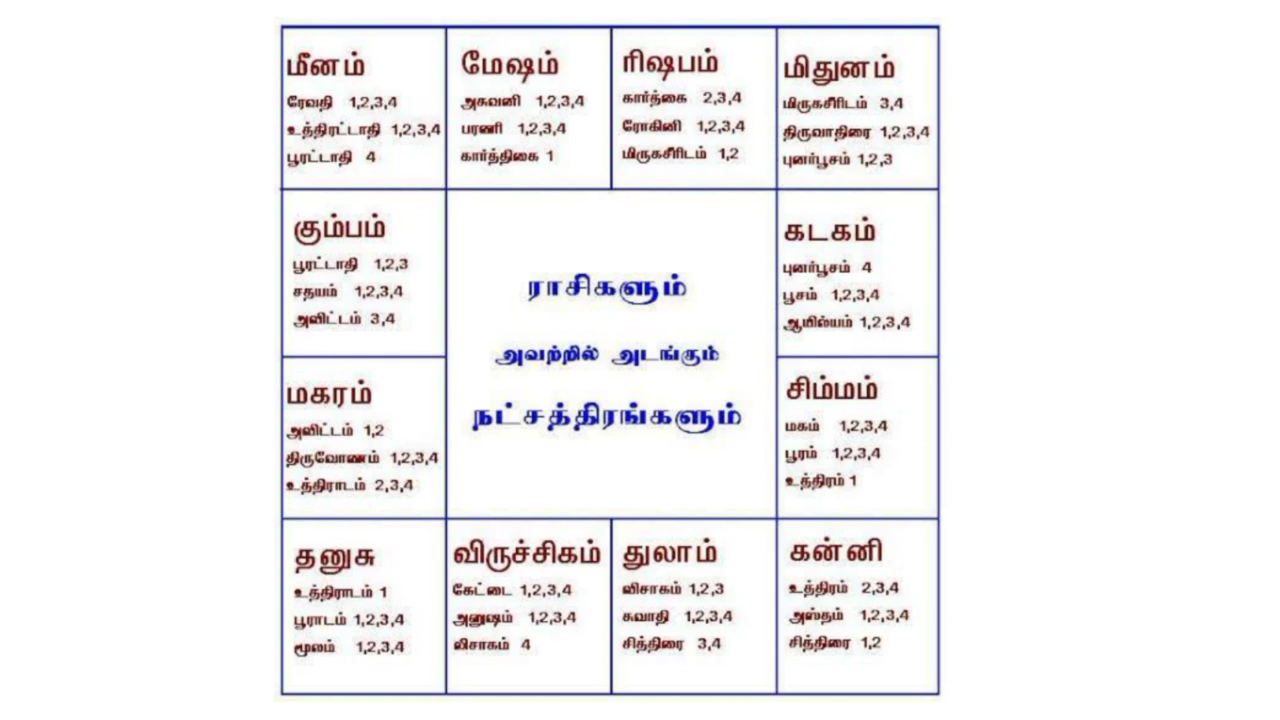 மீனம்
ரேவதி 1,2,3,4
உத்திரட்டாதி 1,2,3,4
பூரட்டாதி 4
மேஷம்
அசுவனி 1,2,3,4
பரணி 1,2,3,4
கார்த்திகை 1
ரிஷபம்
கார்த்கை 2,3,4
ரோகினி 1,2,3,4
மிருகசீரிடம் 1,2
மிதுனம்
மிருகசீரிடம் 3,4
திருவாதிரை 1,2,3,4
புனர்பூசம் 1,2,3
கும்பம்
பூரட்டாதி 1,2,3
சதயம் 1,2,3,4
அவிட்டம் 3,4
ராசிகளும்
அவற்றில் அடங்கும்
நட்சத்திரங்களும்
கடகம்
புனர்பூசம் 4
பூசம் 1,2,3,4
ஆயில்யம் 1,2,3,4
மகரம்
அவிட்டம் 1,2
திருவோணம் 1,2,3,4
உத்திராடம் 2,3,4
சிம்மம்
மகம் 1,2,3,4
பூரம் 1,2,3,4
உத்திரம் 1
தனுசு
உத்திராடம் 1
பூராடம் 1,2,3,4
மூலம் 1,2,3,4
விருச்சிகம்
கேட்டை 1,2,3,4
அனுஷம் 1,2,3,4
விசாகம் 4
துலாம்
விசாகம் 1,2,3
சுவாதி 1,2,3,4
சித்திரை 3,4
கன்னி
உத்திரம் 2,3,4
அஸ்தம் 1,2,3,4
சித்திரை 1,2